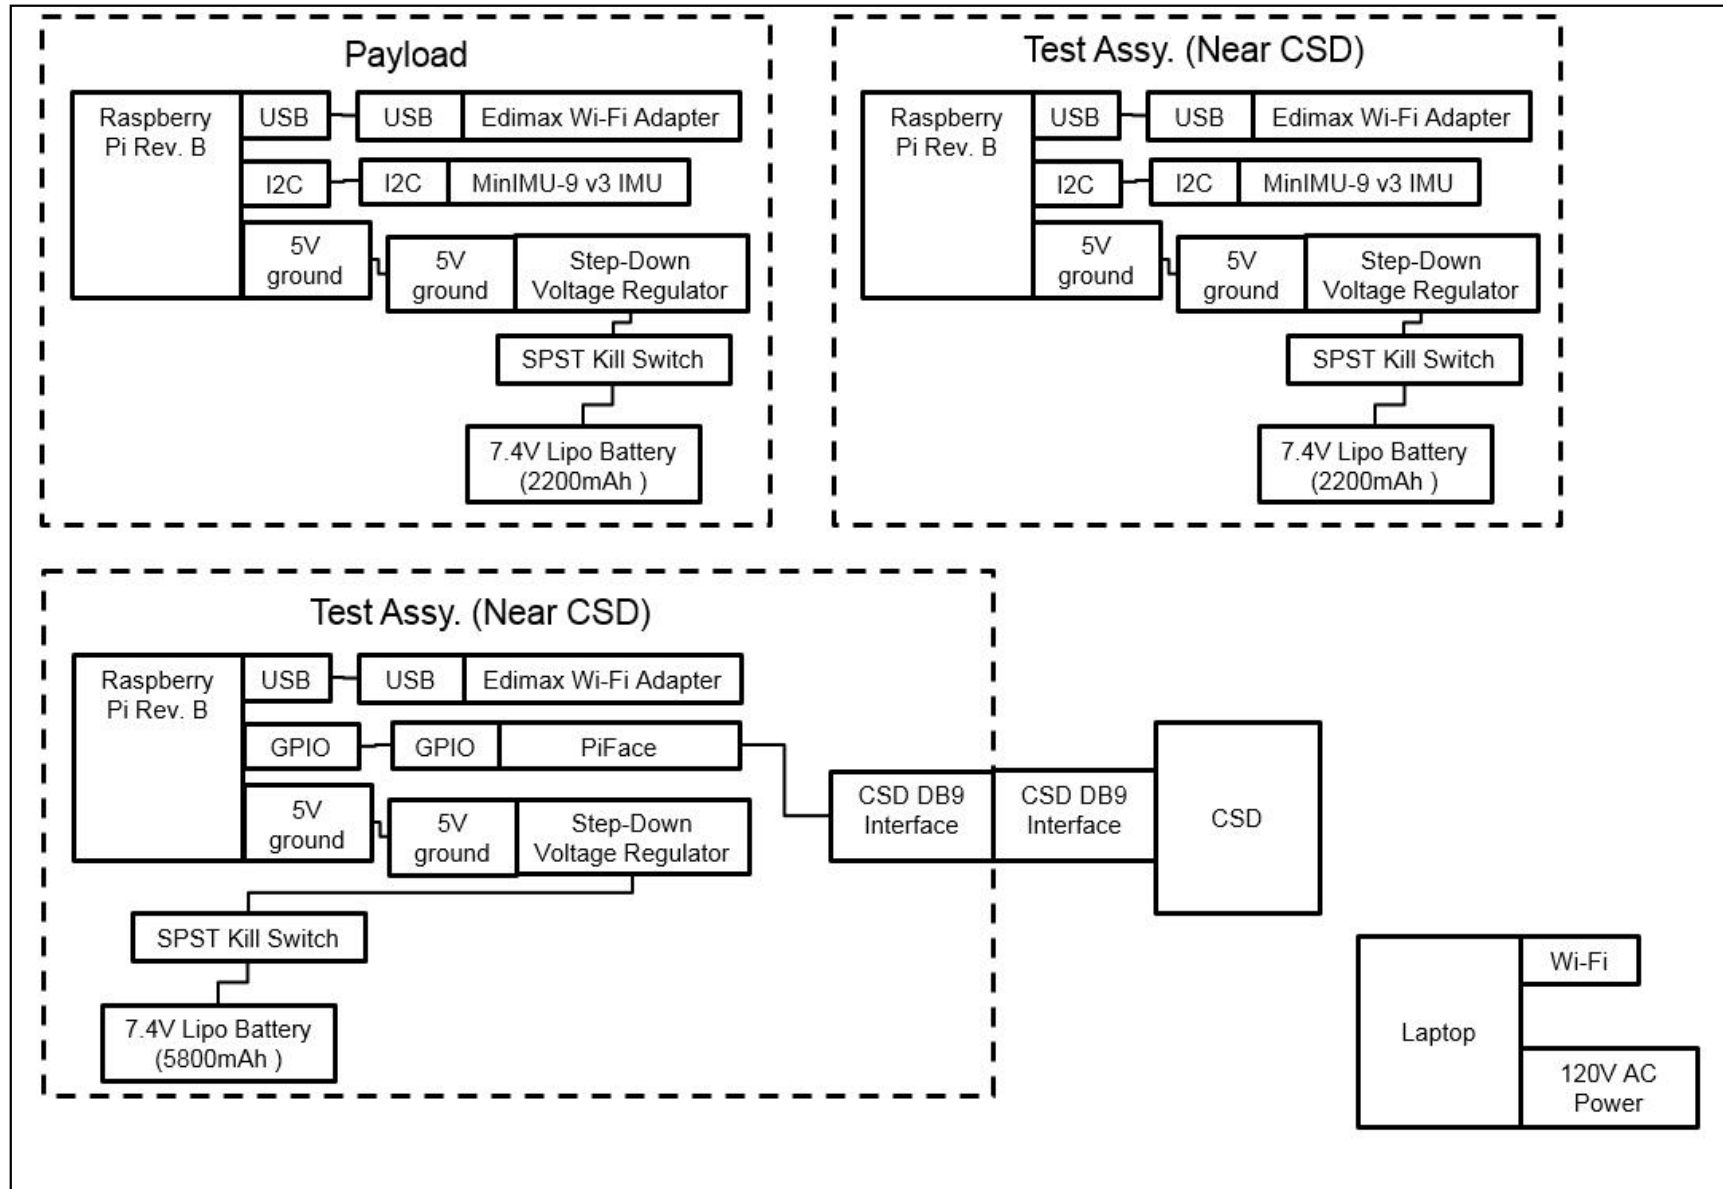 Payload
Raspberry
Pi Rev. B
USB
USB
Edimax Wi-Fi Adapter
I2C
I2C
MinIMU-9 v3 IMU
5V
ground
5V
ground
Step-Down
Voltage Regulator
SPST Kill Switch
7.4V Lipo Battery
(2200mAh )
Test Assy. (Near CSD)
Raspberry
Pi Rev. B
USB
USB
Edimax Wi-Fi Adapter
I2C
I2C
MinIMU-9 v3 IMU
5V
ground
5V
ground
Step-Down
Voltage Regulator
SPST Kill Switch
7.4V Lipo Battery
(2200mAh )
Test Assy. (Near CSD)
Raspberry
Pi Rev. B
USB
USB
Edimax Wi-Fi Adapter
GPIO
GPIO
PiFace
5V
ground
5V
ground
Step-Down
Voltage Regulator
SPST Kill Switch
7.4V Lipo Battery
(5800mAh )
CSD DB9
Interface
CSD DB9
Interface
CSD
Laptop
Wi-Fi
120V AC
Power